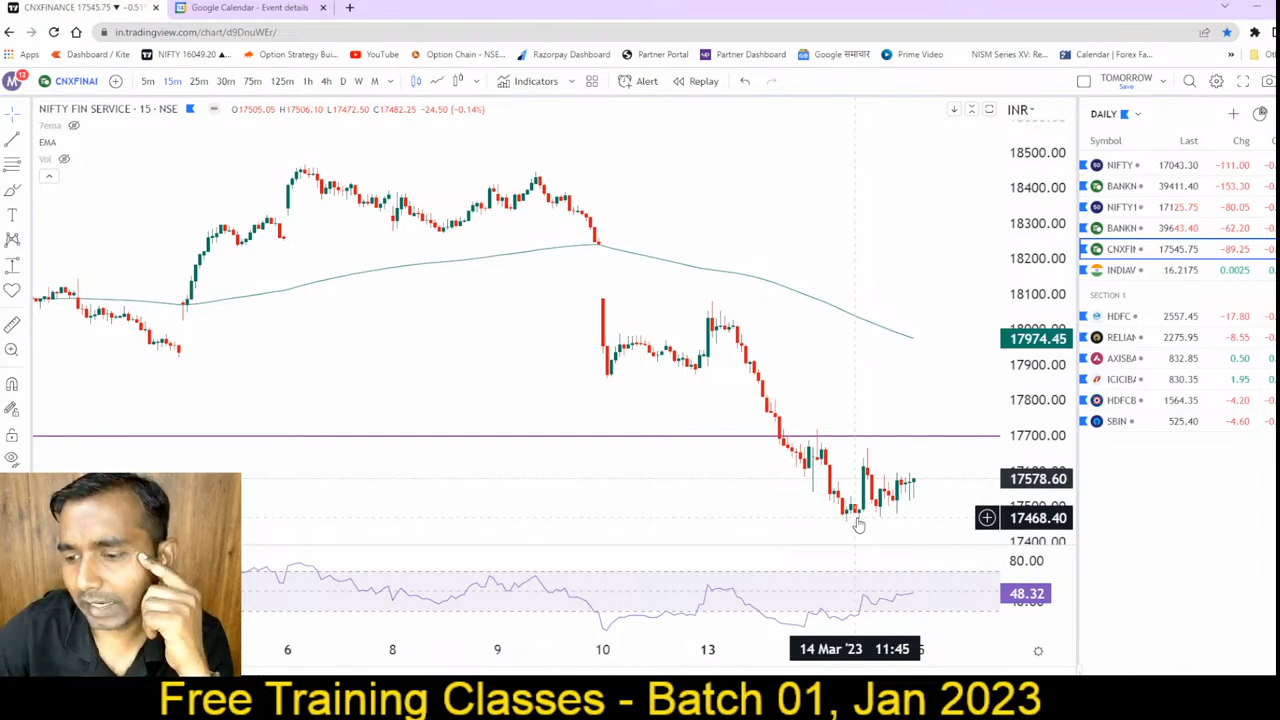 CNXFINANCE 17545.75 ▼ −0.51%
Google Calendar - Event details
in.tradingview.com/chart/d9DnuWEr/
Apps
Dashboard / Kite
NIFTY 16049.20 ▲
Option Strategy Bui...
YouTube
Option Chain - NSE...
Razorpay Dashboard
Partner Portal
Partner Dashboard
Google समाचार
Prime Video
NISM Series XV: Re...
Calendar | Forex Fa...
M
12
CNXFINAI
5m
15m
25m
30m
75m
125m
1h
4h
D
W
M
Indicators
Alert
Replay
TOMORROW
Save
NIFTY FIN SERVICE · 15 · NSE
O17505.05 H17506.10 L17472.50 C17482.25 −24.50 (−0.14%)
7ema
EMA
Vol
INR
DAILY
Symbol
Last
Chg
NIFTY 17043.30 −111.00
BANKN 39411.40 −153.30
NIFTY1 17125.75 −80.05
BANKN 39643.40 −62.20
CNXFIN 17545.75 −89.25
INDIAV 16.2175 0.0025
SECTION 1
HDFC 2557.45 −17.80
RELIAN 2275.95 −8.55
AXISBA 832.85 0.50
ICICIBA 830.35 1.95
HDFCB 1564.35 −4.20
SBIN 525.40 −4.60
18500.00
18400.00
18300.00
18200.00
18100.00
17974.45
17900.00
17800.00
17700.00
17578.60
17468.40
17400.00
80.00
48.32
6
8
9
10
13
14 Mar '23 11:45
Free Training Classes - Batch 01, Jan 2023